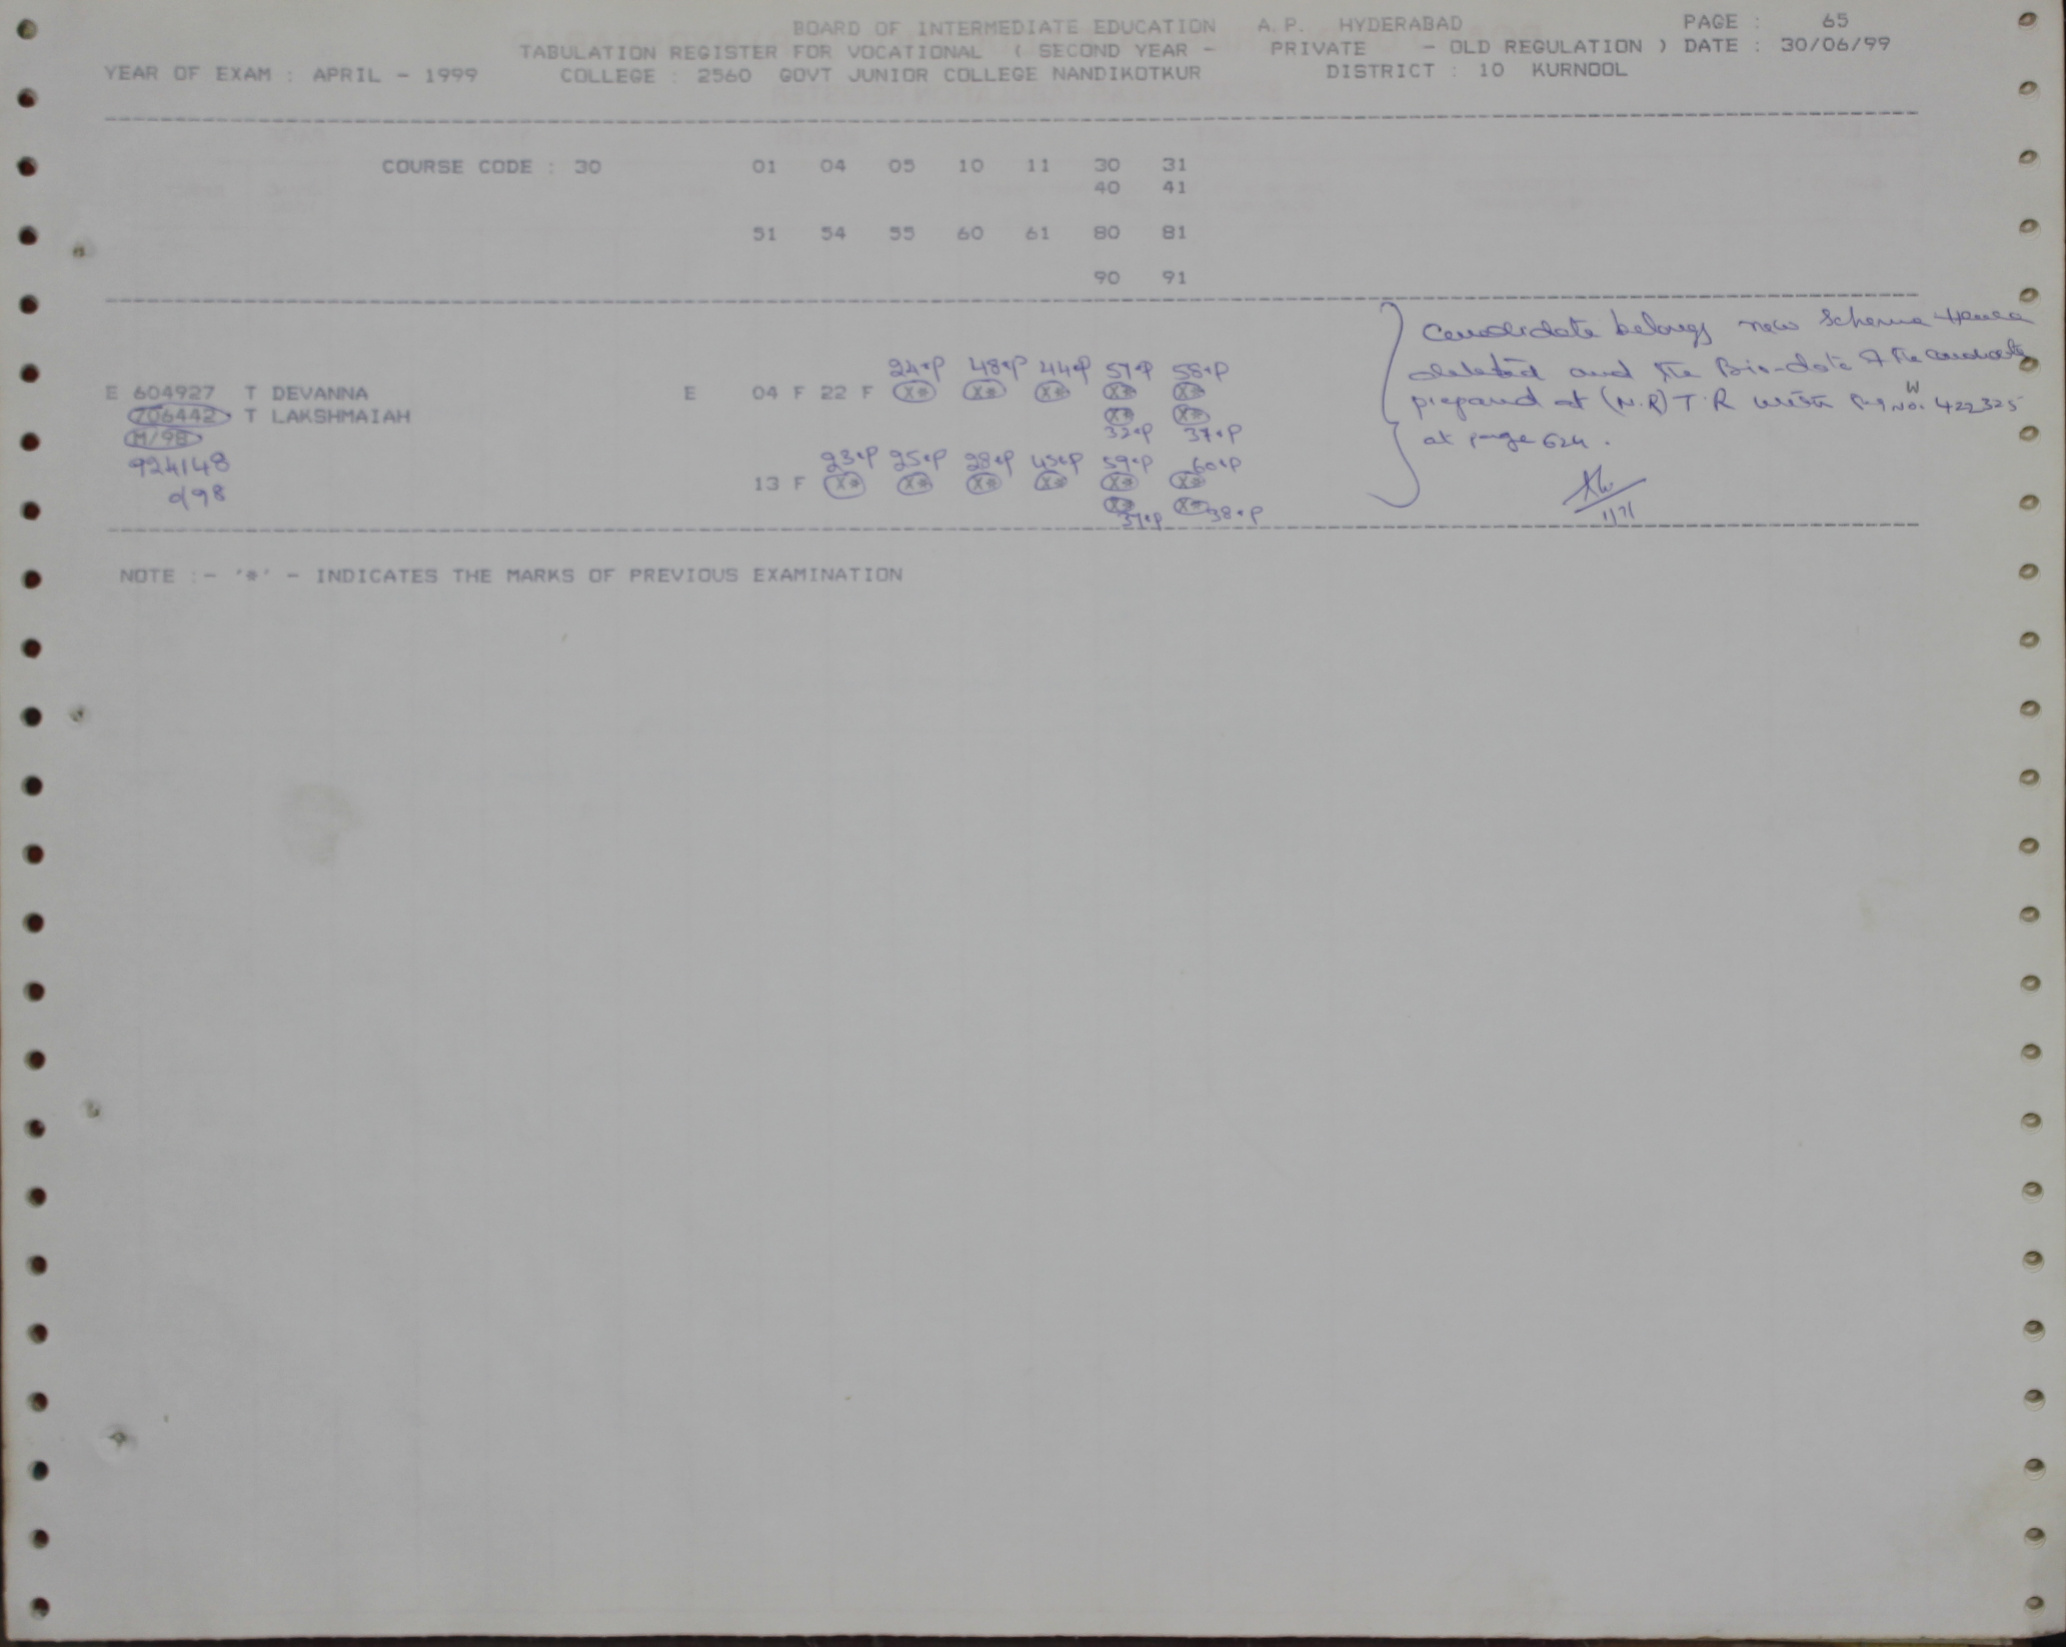 BOARD OF INTERMEDIATE EDUCATION A.P. HYDERABAD PAGE : 65
TABULATION REGISTER FOR VOCATIONAL ( SECOND YEAR - PRIVATE - OLD REGULATION ) DATE : 30/06/99
YEAR OF EXAM : APRIL - 1999 COLLEGE : 2560 GOVT JUNIOR COLLEGE NANDIKOTKUR DISTRICT : 10 KURNOOL
COURSE CODE : 30 01 04 05 10 11 30 31
40 41
51 54 55 60 61 80 81
90 91
24*P 48*P 44*P 57*P 58*P
E 604927 T DEVANNA E 04 F 22 F X* X* X* X* X*
706442 T LAKSHMAIAH X* X*
M/98 32*P 37*P
924148 23*P 25*P 28*P 45*P 59*P 60*P
13 F X* X* X* X* X* X*
098 X* X*
37*P 38*P
Candidate belongs new Scheme Hence
deleted and the Bio-data of the candidate
prepared at (N.R) T.R with Reg No. W 422325
at page 624.
1/71
NOTE :- '*' - INDICATES THE MARKS OF PREVIOUS EXAMINATION